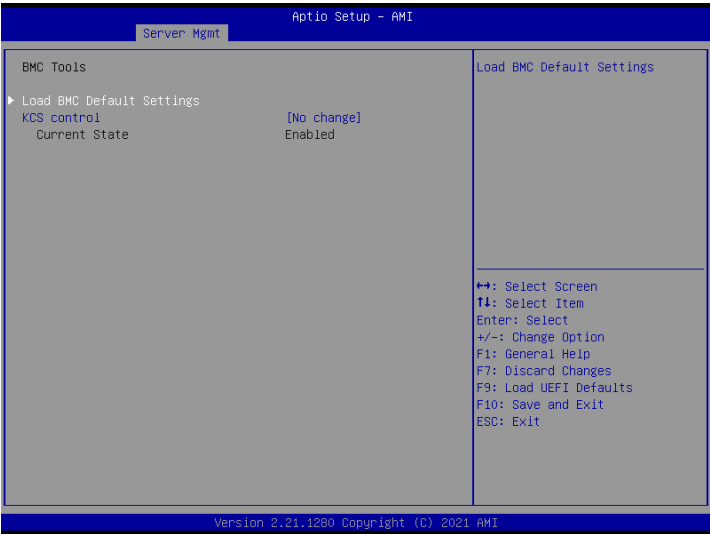 Aptio Setup – AMI
Server Mgmt
BMC Tools
Load BMC Default Settings
KCS control [No change]
Current State Enabled
Load BMC Default Settings
↔: Select Screen
↑↓: Select Item
Enter: Select
+/-: Change Option
F1: General Help
F7: Discard Changes
F9: Load UEFI Defaults
F10: Save and Exit
ESC: Exit
Version 2.21.1280 Copyright (C) 2021 AMI